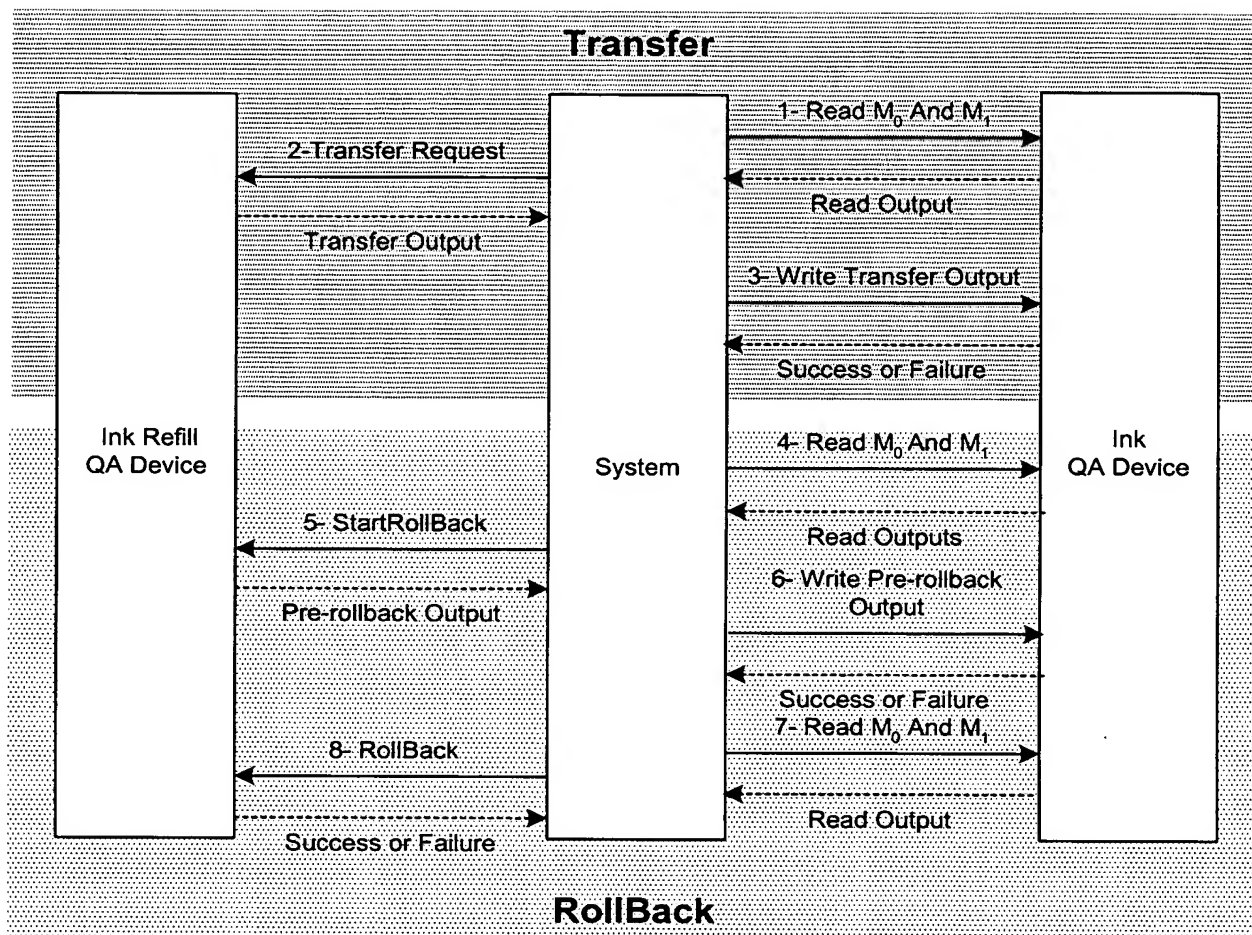 Transfer
1- Read M₀ And M₁
2-Transfer Request
Read Output
Transfer Output
3- Write Transfer Output
Success or Failure
Ink Refill
QA Device
System
Ink
QA Device
4- Read M₀ And M₁
5- StartRollBack
Read Outputs
6- Write Pre-rollback
Output
Pre-rollback Output
Success or Failure
7- Read M₀ And M₁
8- RollBack
Read Output
Success or Failure
RollBack